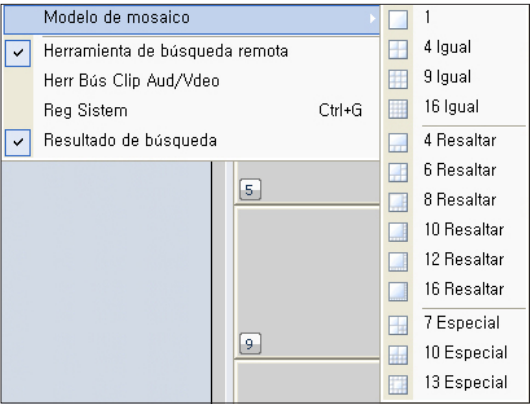 Modelo de mosaico
Herramienta de búsqueda remota
Herr Bús Clip Aud/Vdeo
Reg Sistem Ctrl+G
Resultado de búsqueda
5
9
1
4 Igual
9 Igual
16 Igual
4 Resaltar
6 Resaltar
8 Resaltar
10 Resaltar
12 Resaltar
16 Resaltar
7 Especial
10 Especial
13 Especial